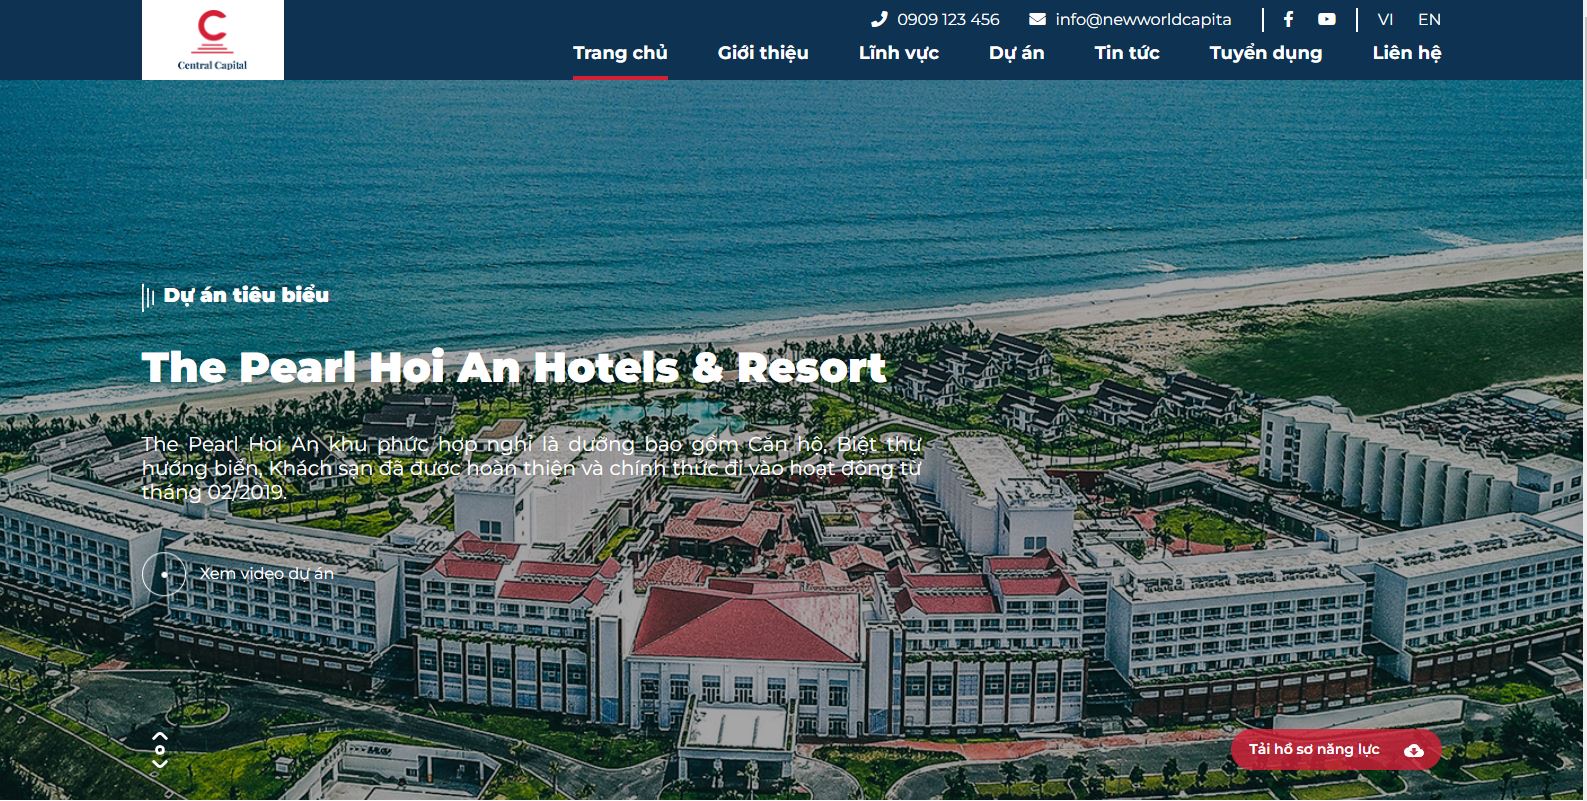 Central Capital
0909 123 456
info@newworldcapita
VI
EN
Trang chủ
Giới thiệu
Lĩnh vực
Dự án
Tin tức
Tuyển dụng
Liên hệ
Dự án tiêu biểu
The Pearl Hoi An Hotels & Resort
The Pearl Hoi An khu phức hợp nghỉ là dưỡng bao gồm Căn hộ, Biệt thự
hướng biển, Khách sạn đã được hoàn thiện và chính thức đi vào hoạt động từ
tháng 02/2019.
Xem video dự án
Tải hồ sơ năng lực